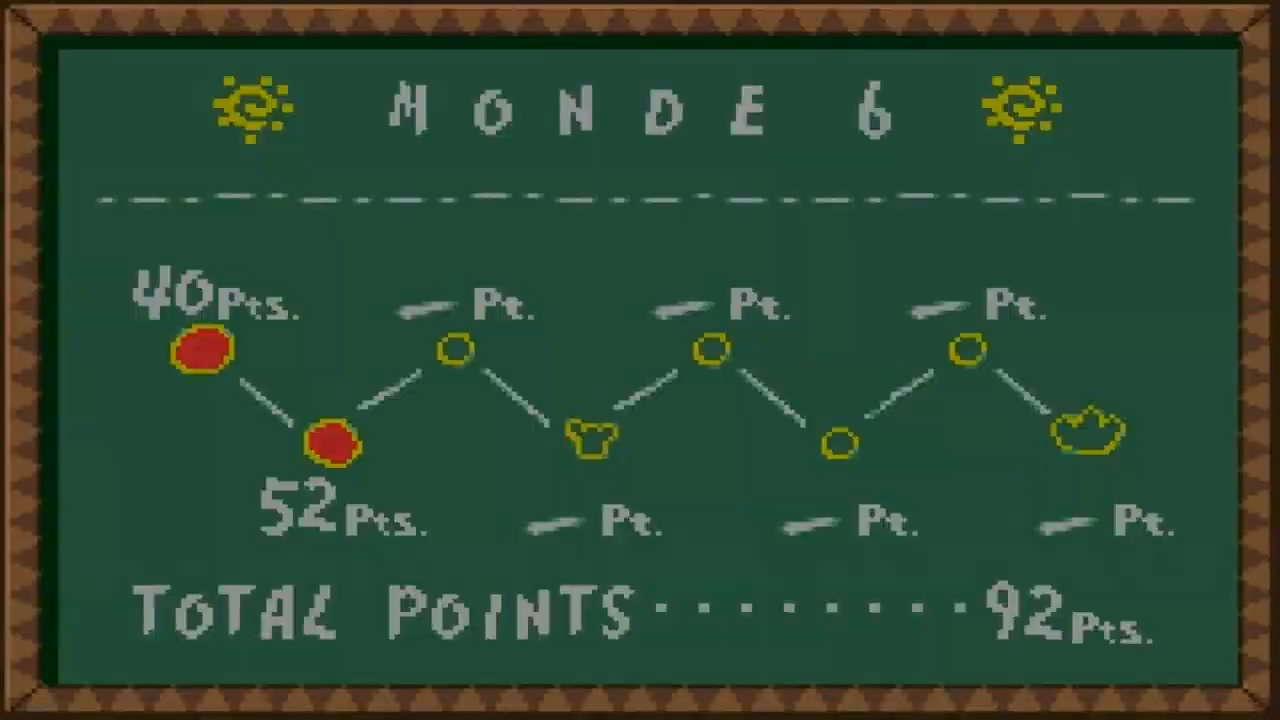 MONDE 6
40Pts. - Pt. - Pt. - Pt.
52Pts. - Pt. - Pt. - Pt.
TOTAL POINTS········92Pts.